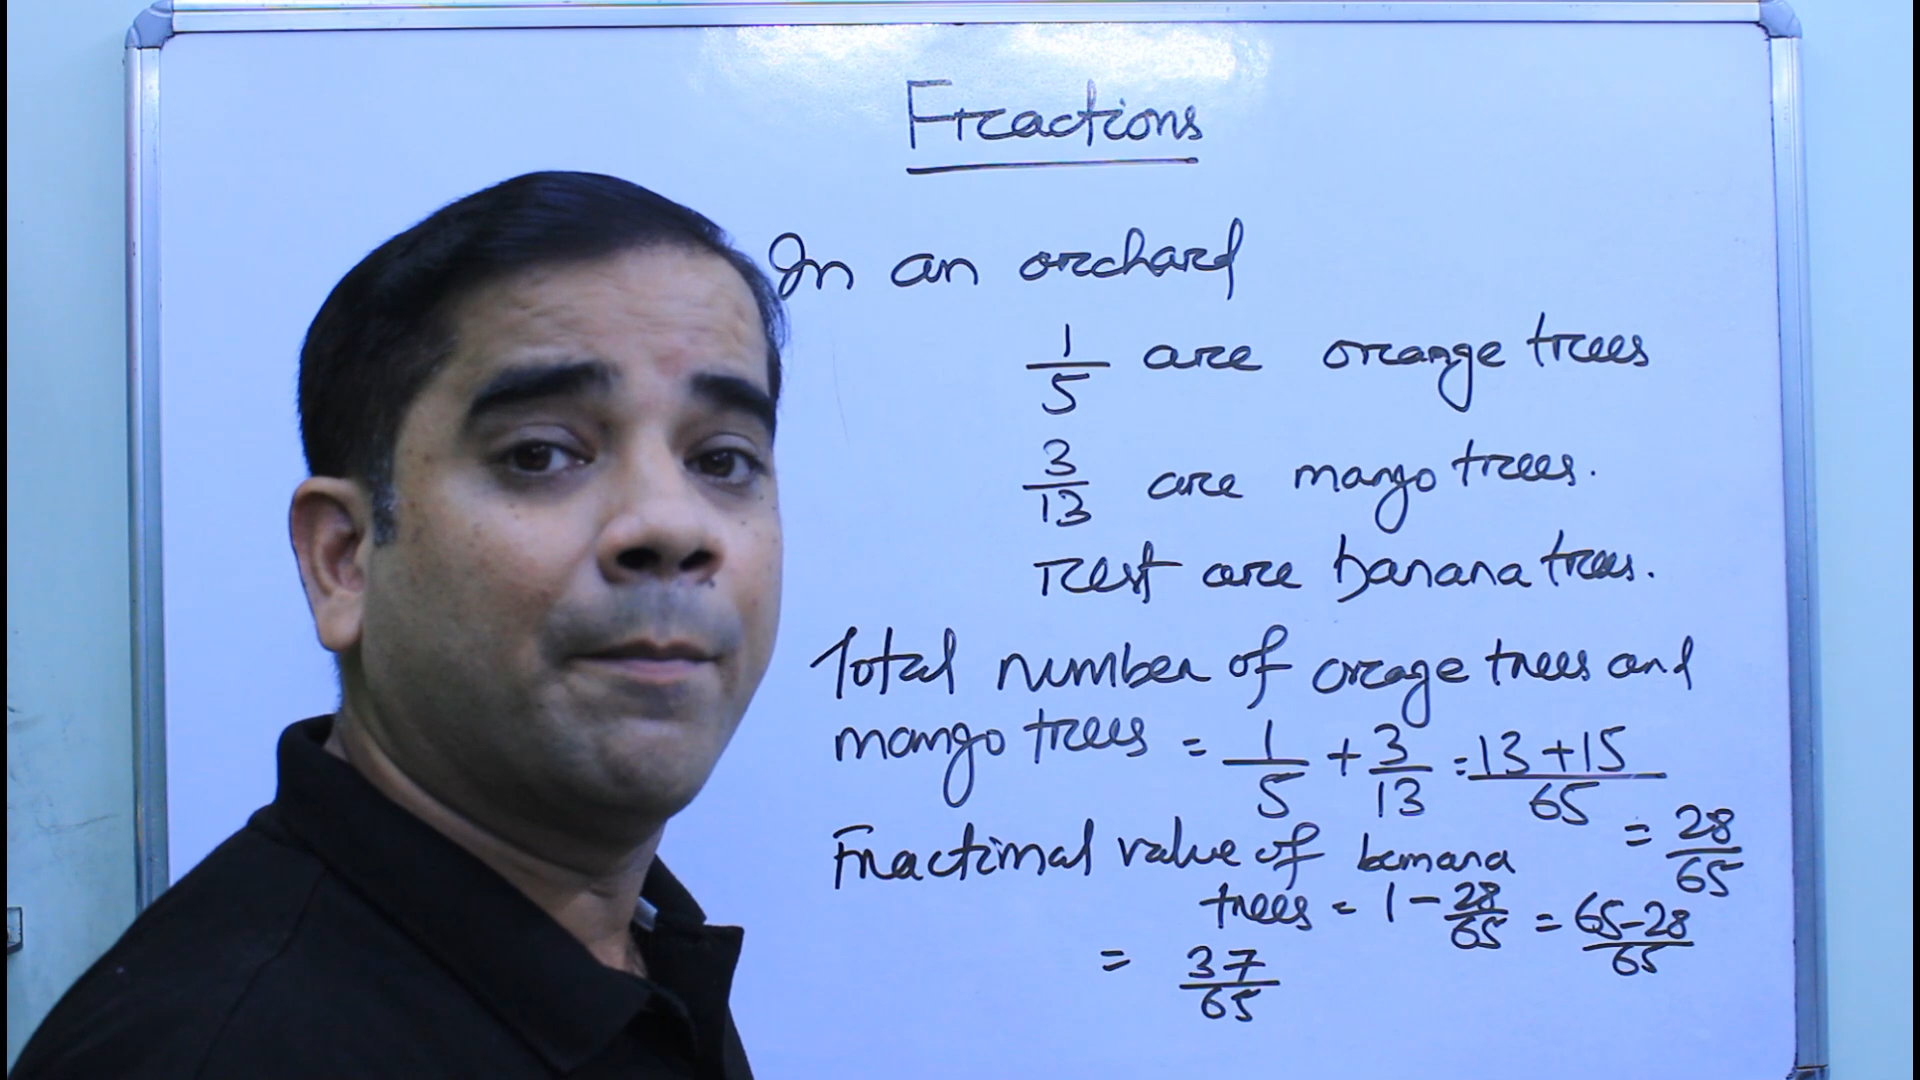 Fractions
In an orchard
1/5 are orange trees
3/13 are mango trees.
rest are banana trees.
Total number of orage trees and
mango trees = 1/5 + 3/13 = 13+15/65
= 28/65
Fractional value of banana
trees = 1 - 28/65 = 65-28/65
= 37/65